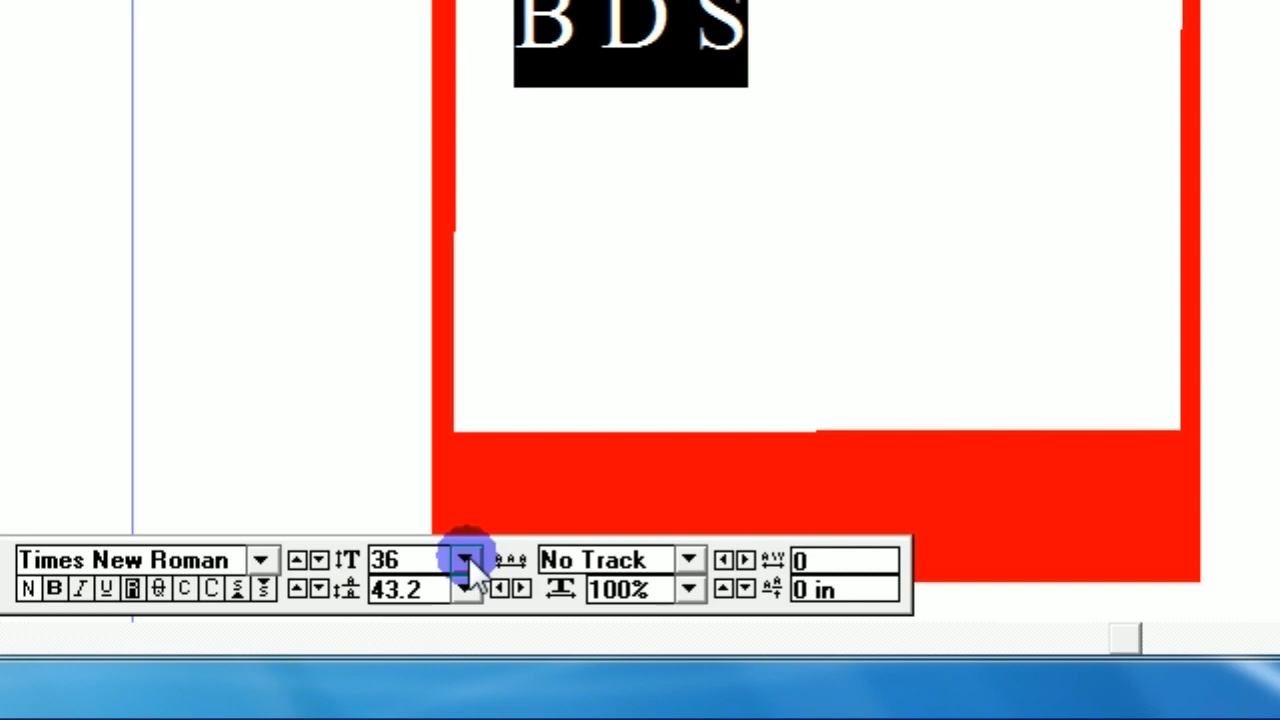 B D S
Times New Roman T 36 No Track 0
N B I U R Θ C C 43.2 100% 0 in